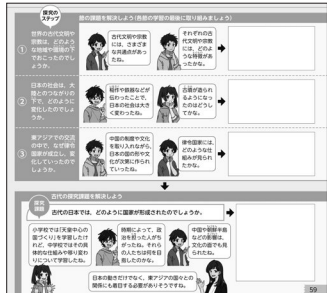 探究の
ステップ
節の課題を解決しよう(各節の学習の最後に取り組みましょう)
①
世界の古代文明や
宗教は、どのよう
な地域や環境の下
でおこったのでし
ょうか。
古代文明や宗教
には、さまざま
な共通点があっ
たね。
それぞれの古
代文明や宗教
には、どのよ
うな特徴があ
ったかな。
②
日本の社会は、大
陸とのつながりの
下で、どのように
変化したのでしょ
うか。
稲作や鉄器などが
伝わったことで、
日本の社会は大き
く変わったね。
古墳が造られ
るようになっ
たのはどうし
てかな。
③
東アジアでの交流
の中で、なぜ律令
国家が成立し、変
化していったので
しょうか。
中国の制度や文化
を取り入れながら、
日本の国の形や文
化が次第に作られ
ていったね。
律令国家には、
どのような仕
組みが見られ
たかな。
探究
課題
古代の探究課題を解決しよう
古代の日本では、どのように国家が形成されたのでしょうか。
小学校では「天皇中心の
国づくり」を学習したけ
れど、中学校ではその具
体的な仕組みや移り変わ
りについて学習したね。
時期によって、政
治を担った人がち
がったね。それら
の人たちは何を目
指したのかな。
中国や朝鮮半島
などの影響は、
文化の面でも見
られたね。
日本の動きだけでなく、東アジアの国々との
関係にも着目する必要がありそうですね。
59